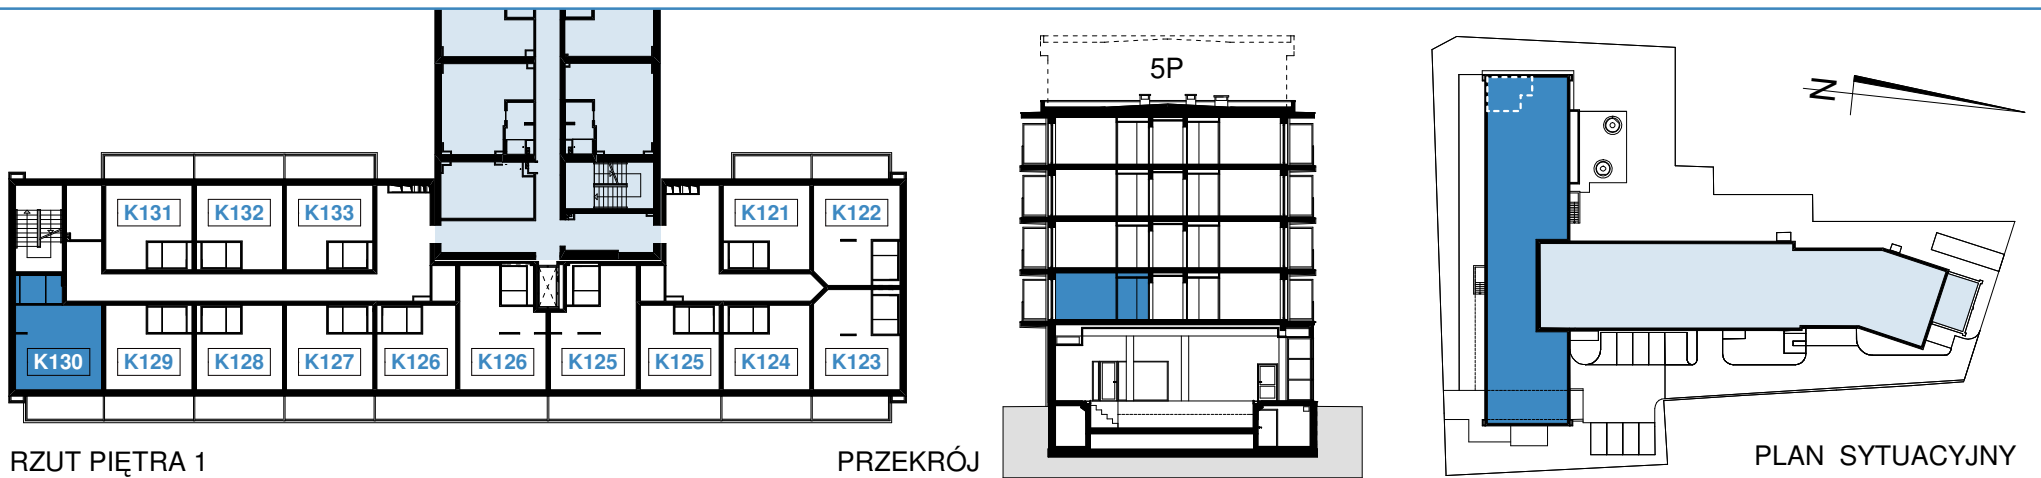 5P
N
K131 K132 K133 K121 K122
K130 K129 K128 K127 K126 K126 K125 K125 K124 K123
RZUT PIĘTRA 1
PRZEKRÓJ
PLAN SYTUACYJNY